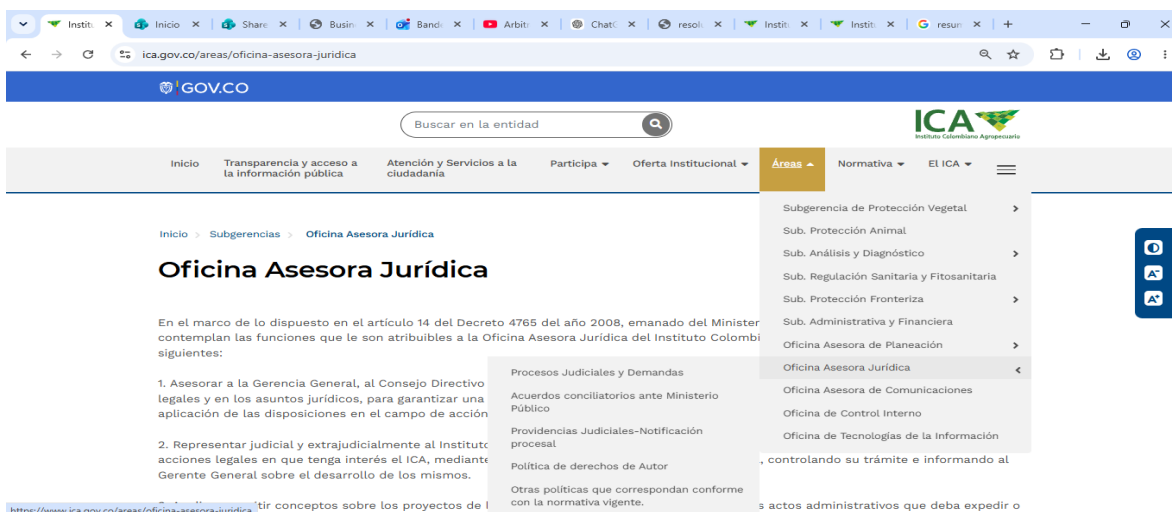 Institu
Inicio
Share
Busin
Bande
Arbitr
ChatG
resolu
Institu
Institu
resum
ica.gov.co/areas/oficina-asesora-juridica
GOV.CO
Buscar en la entidad
ICA
Instituto Colombiano Agropecuario
Inicio
Transparencia y acceso a
la información pública
Atención y Servicios a la
ciudadanía
Participa
Oferta Institucional
Áreas
Normativa
El ICA
Inicio > Subgerencias > Oficina Asesora Jurídica
Oficina Asesora Jurídica
En el marco de lo dispuesto en el artículo 14 del Decreto 4765 del año 2008, emanado del Minister
contemplan las funciones que le son atribuibles a la Oficina Asesora Jurídica del Instituto Colombi
siguientes:
1. Asesorar a la Gerencia General, al Consejo Directivo
legales y en los asuntos jurídicos, para garantizar una
aplicación de las disposiciones en el campo de acción
2. Representar judicial y extrajudicialmente al Instituto
acciones legales en que tenga interés el ICA, mediante
, controlando su trámite e informando al
Gerente General sobre el desarrollo de los mismos.
tir conceptos sobre los proyectos de l
s actos administrativos que deba expedir o
Subgerencia de Protección Vegetal
Sub. Protección Animal
Sub. Análisis y Diagnóstico
Sub. Regulación Sanitaria y Fitosanitaria
Sub. Protección Fronteriza
Sub. Administrativa y Financiera
Oficina Asesora de Planeación
Oficina Asesora Jurídica
Oficina Asesora de Comunicaciones
Oficina de Control Interno
Oficina de Tecnologías de la Información
Procesos Judiciales y Demandas
Acuerdos conciliatorios ante Ministerio
Público
Providencias Judiciales-Notificación
procesal
Política de derechos de Autor
Otras políticas que correspondan conforme
con la normativa vigente.
A-
A+
https://www.ica.gov.co/areas/oficina-asesora-juridica